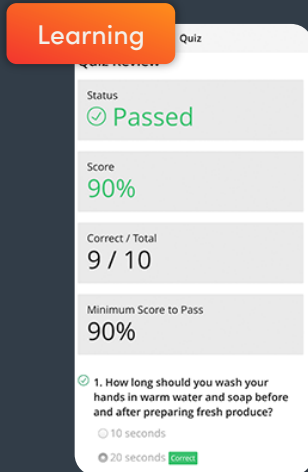 Learning
Quiz
Quiz Review
Status
Passed
Score
90%
Correct / Total
9 / 10
Minimum Score to Pass
90%
1. How long should you wash your
hands in warm water and soap before
and after preparing fresh produce?
10 seconds
20 seconds Correct